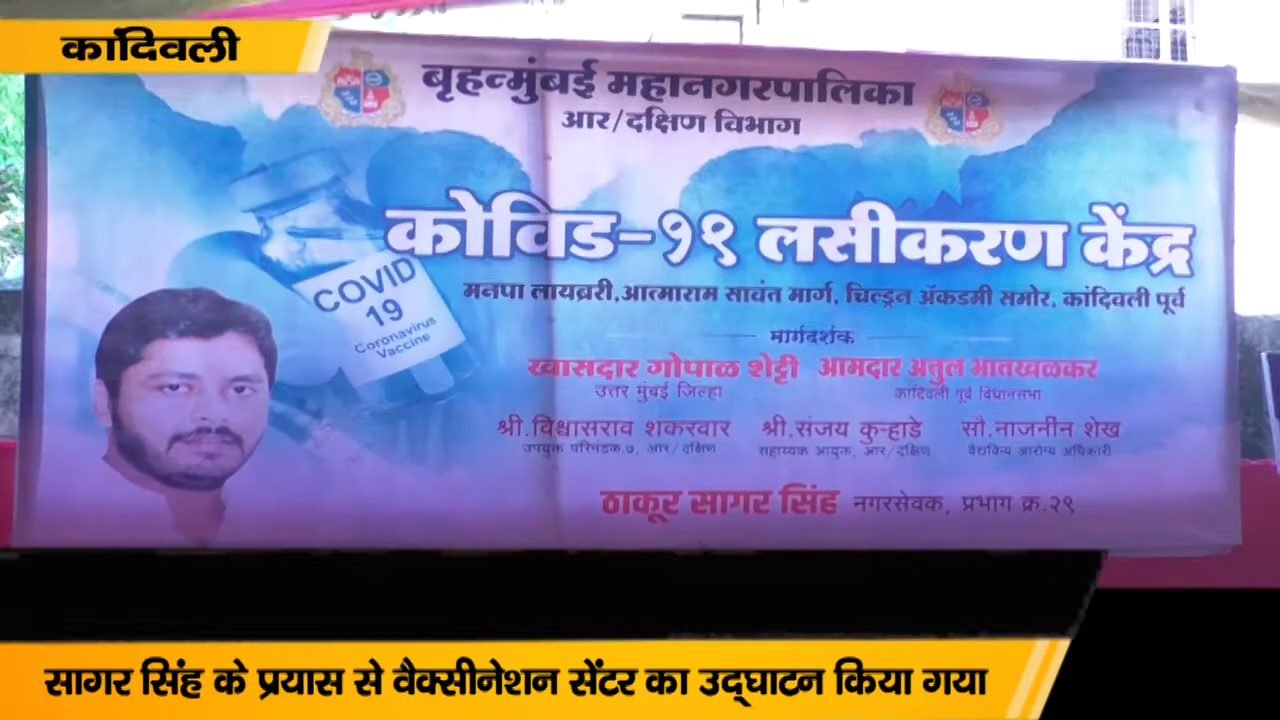 कांदिवली
बृहन्मुंबई महानगरपालिका
आर/दक्षिण विभाग
कोविड-१९ लसीकरण केंद्र
मनपा लायब्ररी,आत्माराम सावंत मार्ग, चिल्ड्रन ॲकडमी समोर, कांदिवली पूर्व
COVID
19
Coronavirus
Vaccine
मार्गदर्शक
खासदार गोपाळ शेट्टी आमदार अतुल भातखळकर
उत्तर मुंबई जिल्हा कांदिवली पूर्व विधानसभा
श्री.विश्वासराव शंकरवार श्री.संजय कुऱ्हाडे सौ.नाजनीन शेख
उपयुक्त परिमंडळ.७, आर/दक्षिण सहाय्यक आयुक्त, आर/दक्षिण वैद्यकिय आरोग्य अधिकारी
ठाकूर सागर सिंह नगरसेवक, प्रभाग क्र.२९
सागर सिंह के प्रयास से वैक्सीनेशन सेंटर का उद्घाटन किया गया